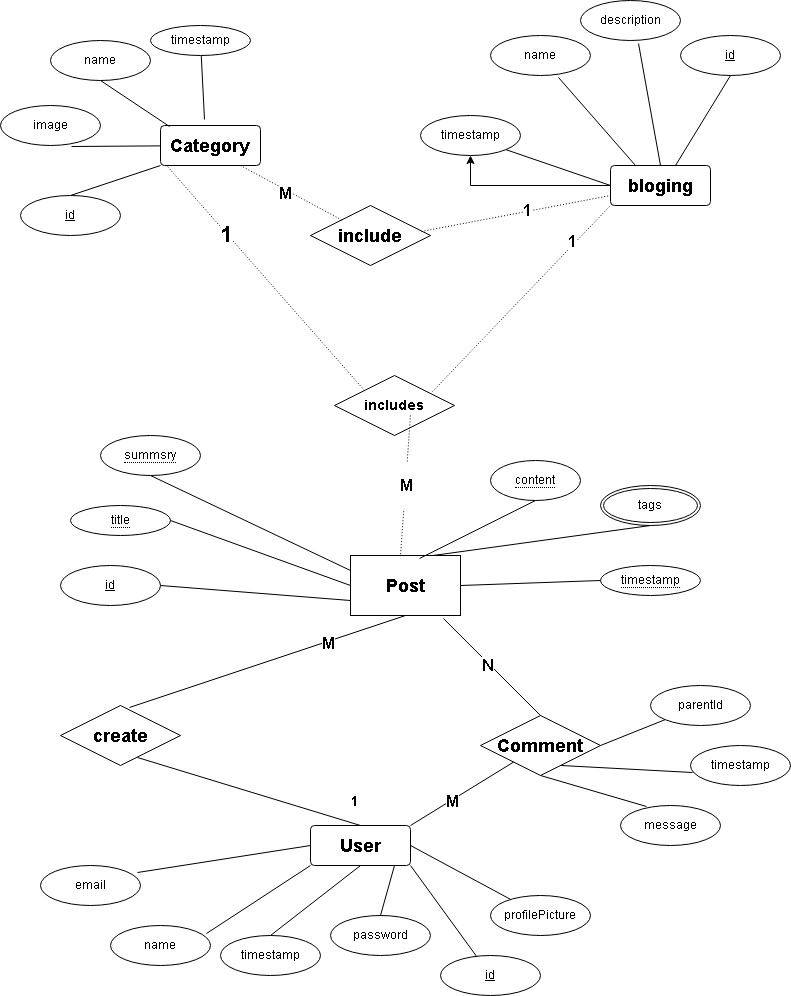 description
timestamp
name
name
id
image
timestamp
Category
bloging
M
id
1
1
include
1
includes
summsry
content
M
tags
title
timestamp
id
Post
M
N
parentId
create
Comment
timestamp
1
M
message
User
email
profilePicture
name
timestamp
password
id